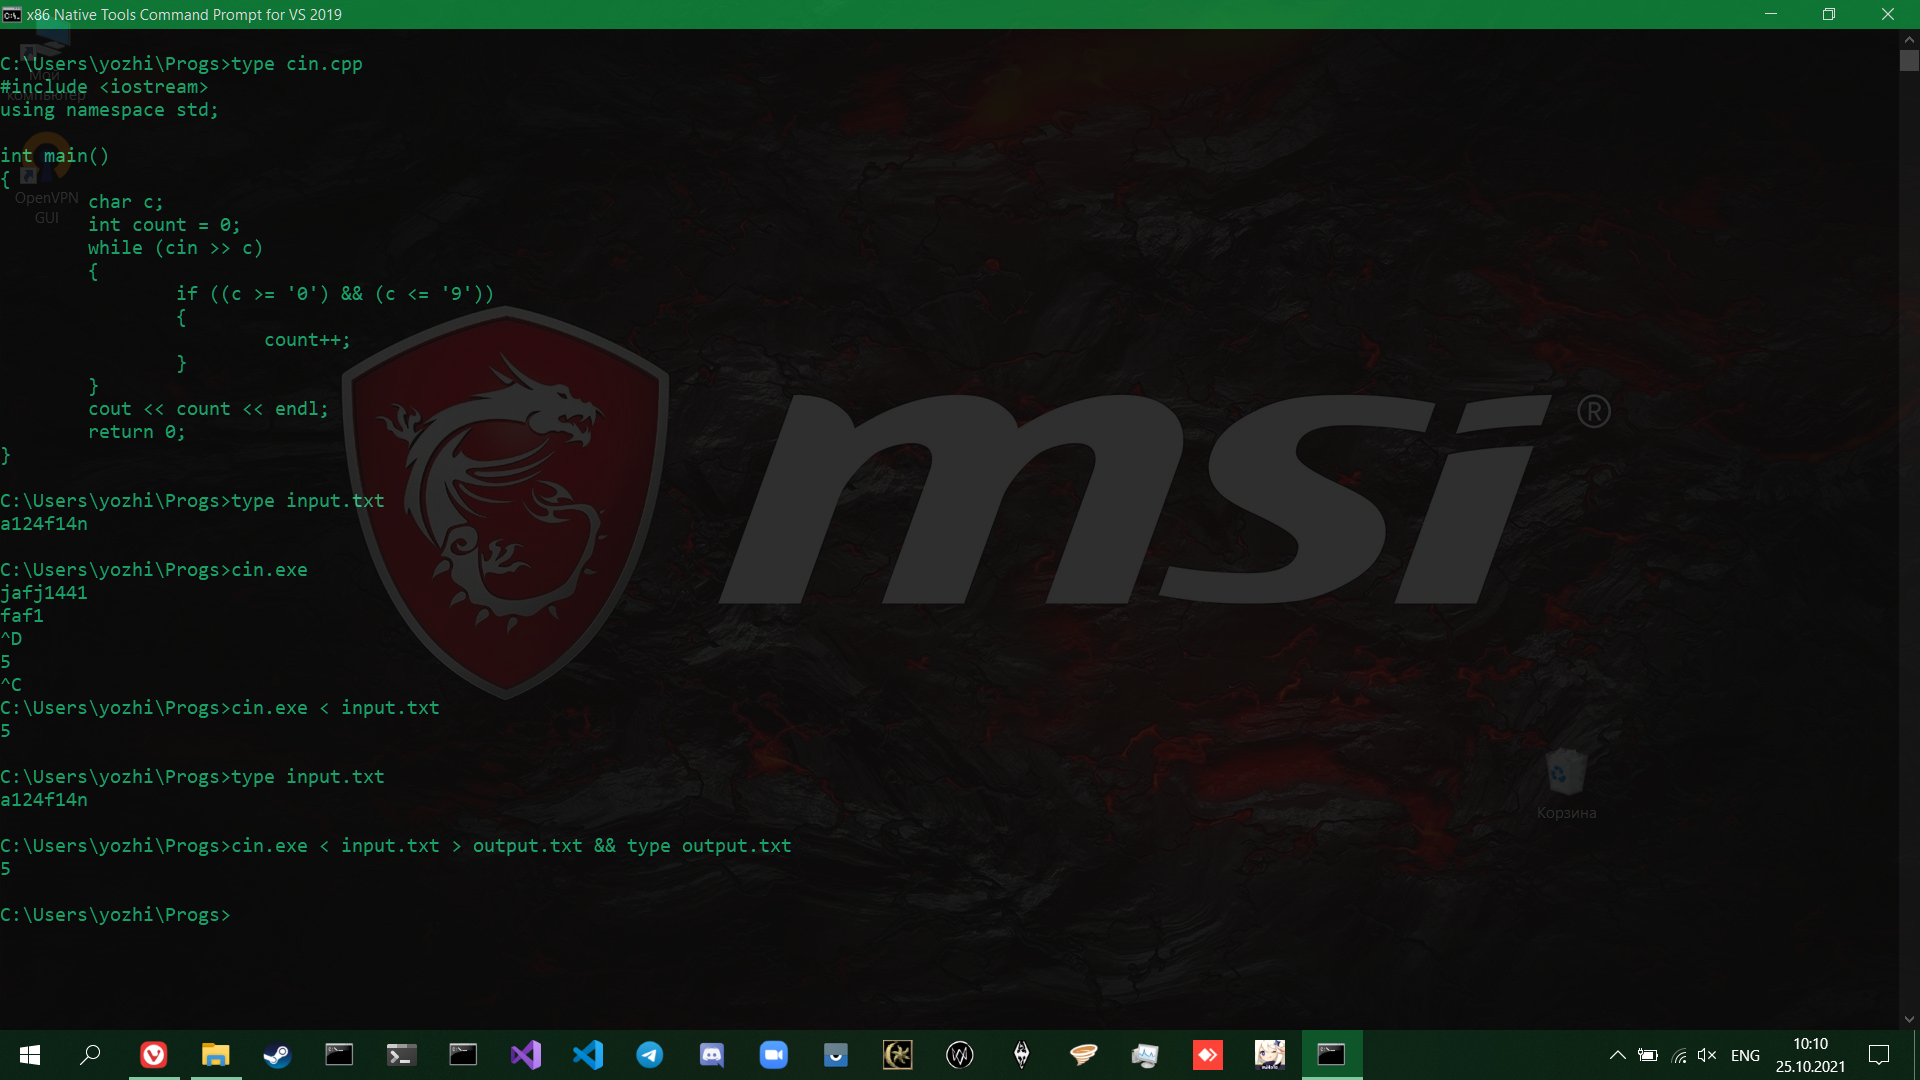 x86 Native Tools Command Prompt for VS 2019
C:\Users\yozhi\Progs>type cin.cpp
#include <iostream>
using namespace std;
int main()
{
char c;
int count = 0;
while (cin >> c)
{
if ((c >= '0') && (c <= '9'))
{
count++;
}
}
cout << count << endl;
return 0;
}
C:\Users\yozhi\Progs>type input.txt
a124f14n
C:\Users\yozhi\Progs>cin.exe
jafj1441
faf1
^D
5
^C
C:\Users\yozhi\Progs>cin.exe < input.txt
5
C:\Users\yozhi\Progs>type input.txt
a124f14n
C:\Users\yozhi\Progs>cin.exe < input.txt > output.txt && type output.txt
5
C:\Users\yozhi\Progs>
Мой
компьютер
OpenVPN
GUI
msi®
Корзина
ENG
10:10
25.10.2021